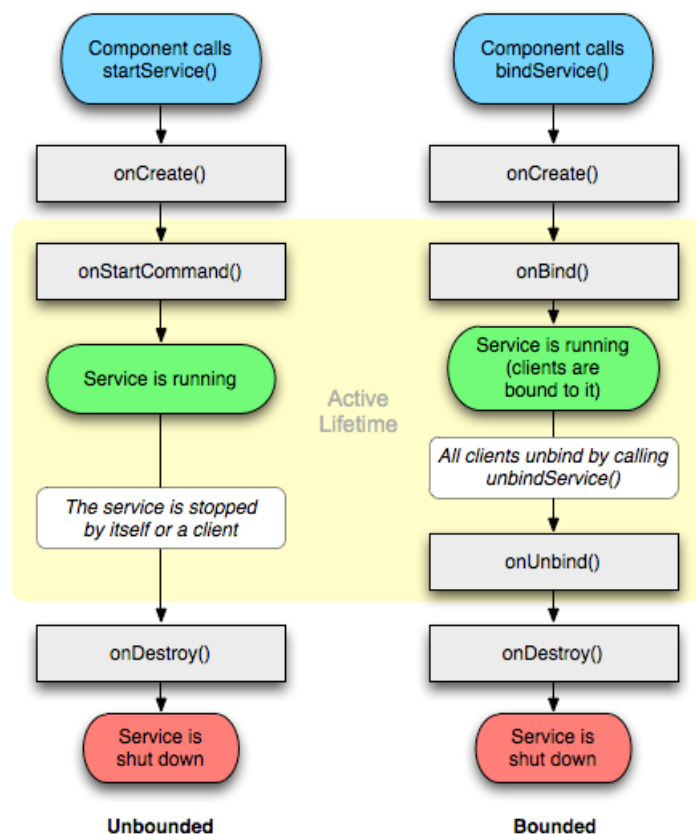 Component calls
startService()
onCreate()
onStartCommand()
Service is running
The service is stopped
by itself or a client
onDestroy()
Service is
shut down
Unbounded
Active
Lifetime
Component calls
bindService()
onCreate()
onBind()
Service is running
(clients are
bound to it)
All clients unbind by calling
unbindService()
onUnbind()
onDestroy()
Service is
shut down
Bounded